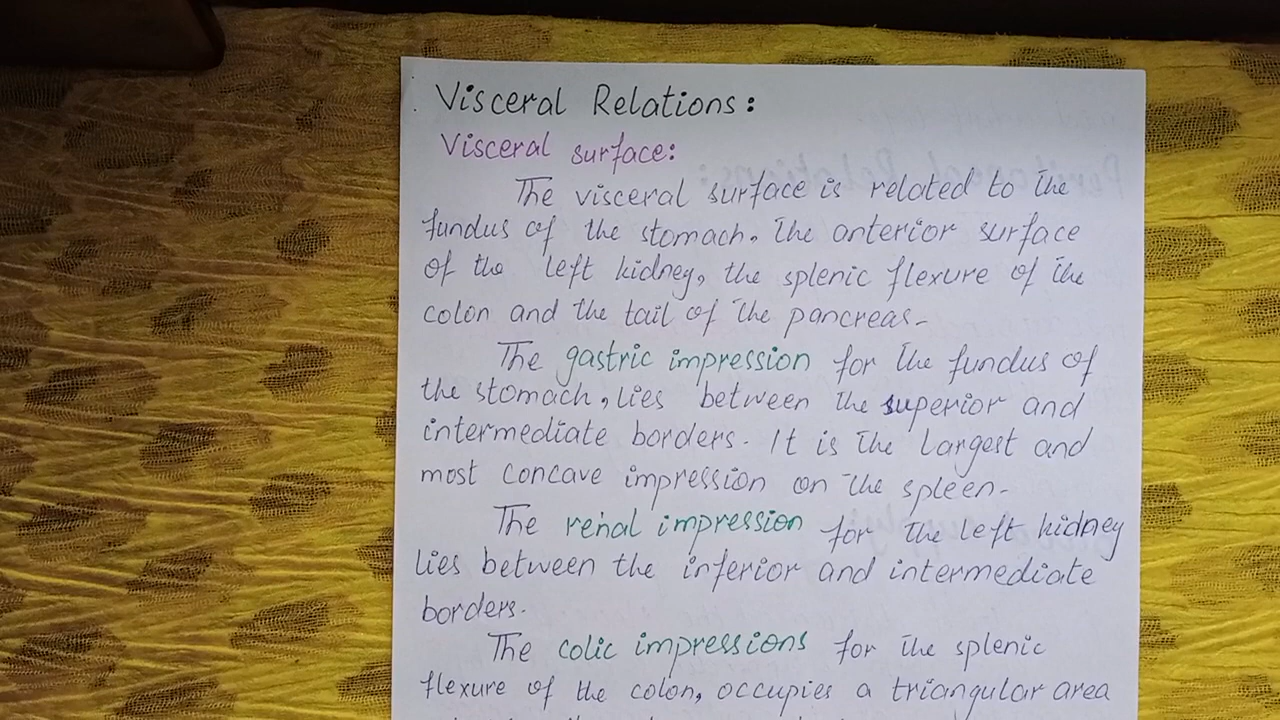 Visceral Relations:
Visceral surface:
The visceral surface is related to the
fundus of the stomach. The anterior surface
of the left kidney, the splenic flexure of the
colon and the tail of the pancreas.
The gastric impression for the fundus of
the stomach, lies between the superior and
intermediate borders. It is the largest and
most concave impression on the spleen.
The renal impression for the left kidney
lies between the inferior and intermediate
borders.
The colic impressions for the splenic
flexure of the colon, occupies a triangular area